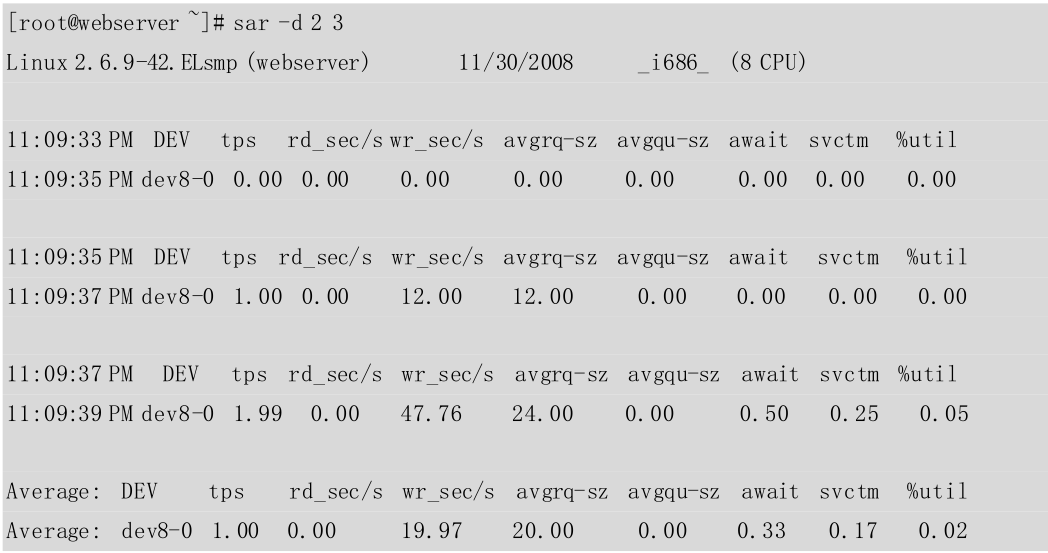 [root@webserver ~]# sar -d 2 3
Linux 2.6.9-42.ELsmp (webserver) 11/30/2008 _i686_ (8 CPU)
11:09:33 PM DEV tps rd_sec/s wr_sec/s avgrq-sz avgqu-sz await svctm %util
11:09:35 PM dev8-0 0.00 0.00 0.00 0.00 0.00 0.00 0.00 0.00
11:09:35 PM DEV tps rd_sec/s wr_sec/s avgrq-sz avgqu-sz await svctm %util
11:09:37 PM dev8-0 1.00 0.00 12.00 12.00 0.00 0.00 0.00 0.00
11:09:37 PM DEV tps rd_sec/s wr_sec/s avgrq-sz avgqu-sz await svctm %util
11:09:39 PM dev8-0 1.99 0.00 47.76 24.00 0.00 0.50 0.25 0.05
Average: DEV tps rd_sec/s wr_sec/s avgrq-sz avgqu-sz await svctm %util
Average: dev8-0 1.00 0.00 19.97 20.00 0.00 0.33 0.17 0.02